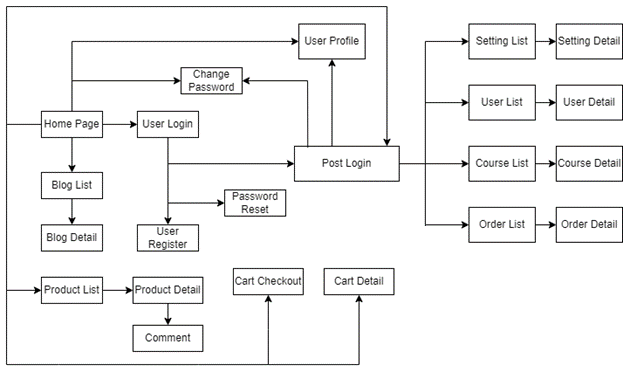 User Profile
Setting List
Setting Detail
Change
Password
Home Page
User Login
User List
User Detail
Post Login
Course List
Course Detail
Blog List
Password
Reset
Blog Detail
User
Register
Order List
Order Detail
Product List
Product Detail
Cart Checkout
Cart Detail
Comment